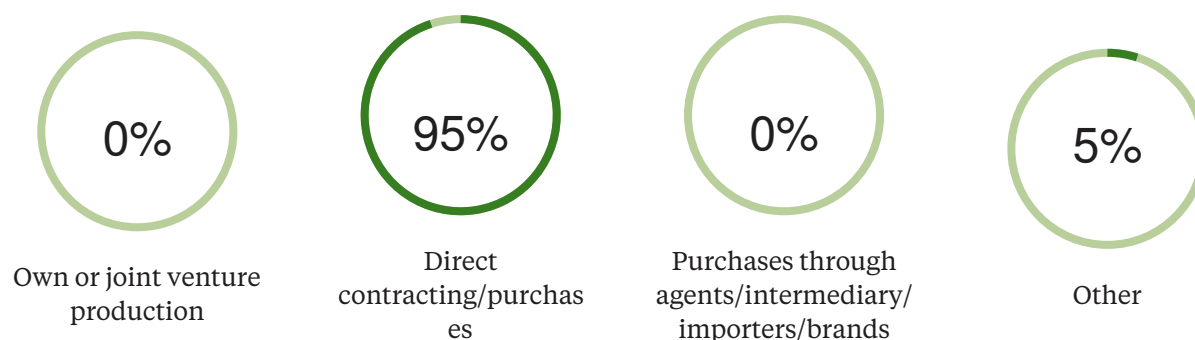 0%
95%
0%
5%
Own or joint venture
production
Direct
contracting/purchas
es
Purchases through
agents/intermediary/
importers/brands
Other